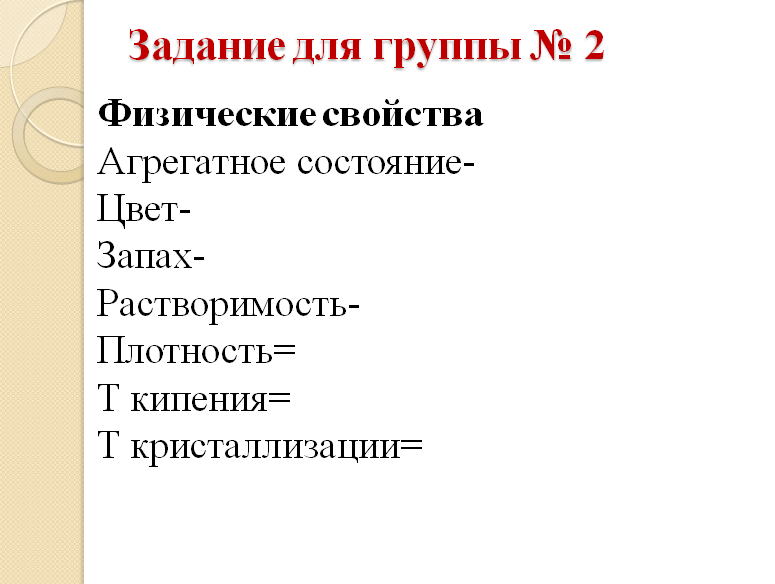 Задание для группы № 2
Физические свойства
Агрегатное состояние-
Цвет-
Запах-
Растворимость-
Плотность=
Т кипения=
Т кристаллизации=